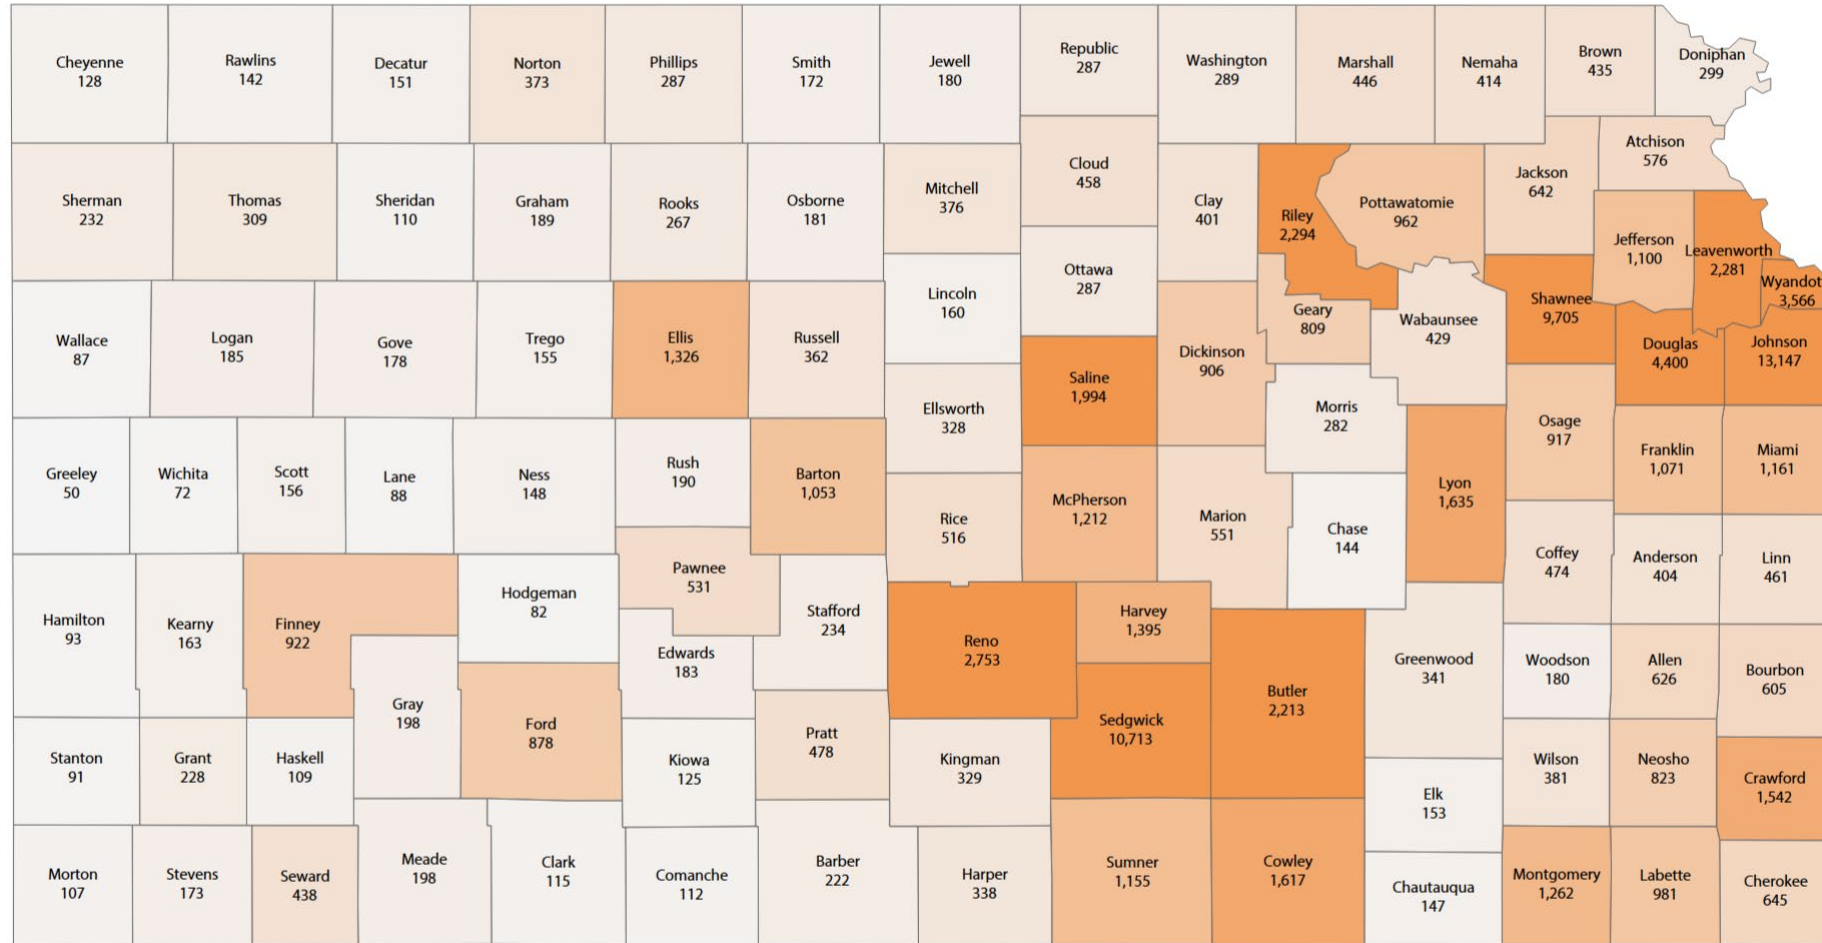 Cheyenne
128
Rawlins
142
Decatur
151
Norton
373
Phillips
287
Smith
172
Jewell
180
Republic
287
Washington
289
Marshall
446
Nemaha
414
Brown
435
Doniphan
299
Sherman
232
Thomas
309
Sheridan
110
Graham
189
Rooks
267
Osborne
181
Mitchell
376
Cloud
458
Clay
401
Riley
2,294
Pottawatomie
962
Jackson
642
Atchison
576
Jefferson
1,100
Leavenworth
2,281
Wyandot
3,566
Wallace
87
Logan
185
Gove
178
Trego
155
Ellis
1,326
Russell
362
Lincoln
160
Ottawa
287
Saline
1,994
Dickinson
906
Geary
809
Wabaunsee
429
Shawnee
9,705
Douglas
4,400
Johnson
13,147
Greeley
50
Wichita
72
Scott
156
Lane
88
Ness
148
Rush
190
Barton
1,053
Ellsworth
328
Rice
516
McPherson
1,212
Marion
551
Morris
282
Chase
144
Lyon
1,635
Osage
917
Franklin
1,071
Miami
1,161
Coffey
474
Anderson
404
Linn
461
Hamilton
93
Kearny
163
Finney
922
Hodgeman
82
Pawnee
531
Stafford
234
Edwards
183
Gray
198
Ford
878
Reno
2,753
Harvey
1,395
Sedgwick
10,713
Butler
2,213
Greenwood
341
Woodson
180
Allen
626
Bourbon
605
Stanton
91
Grant
228
Haskell
109
Kiowa
125
Pratt
478
Kingman
329
Elk
153
Wilson
381
Neosho
823
Crawford
1,542
Morton
107
Stevens
173
Seward
438
Meade
198
Clark
115
Comanche
112
Barber
222
Harper
338
Sumner
1,155
Cowley
1,617
Chautauqua
147
Montgomery
1,262
Labette
981
Cherokee
645